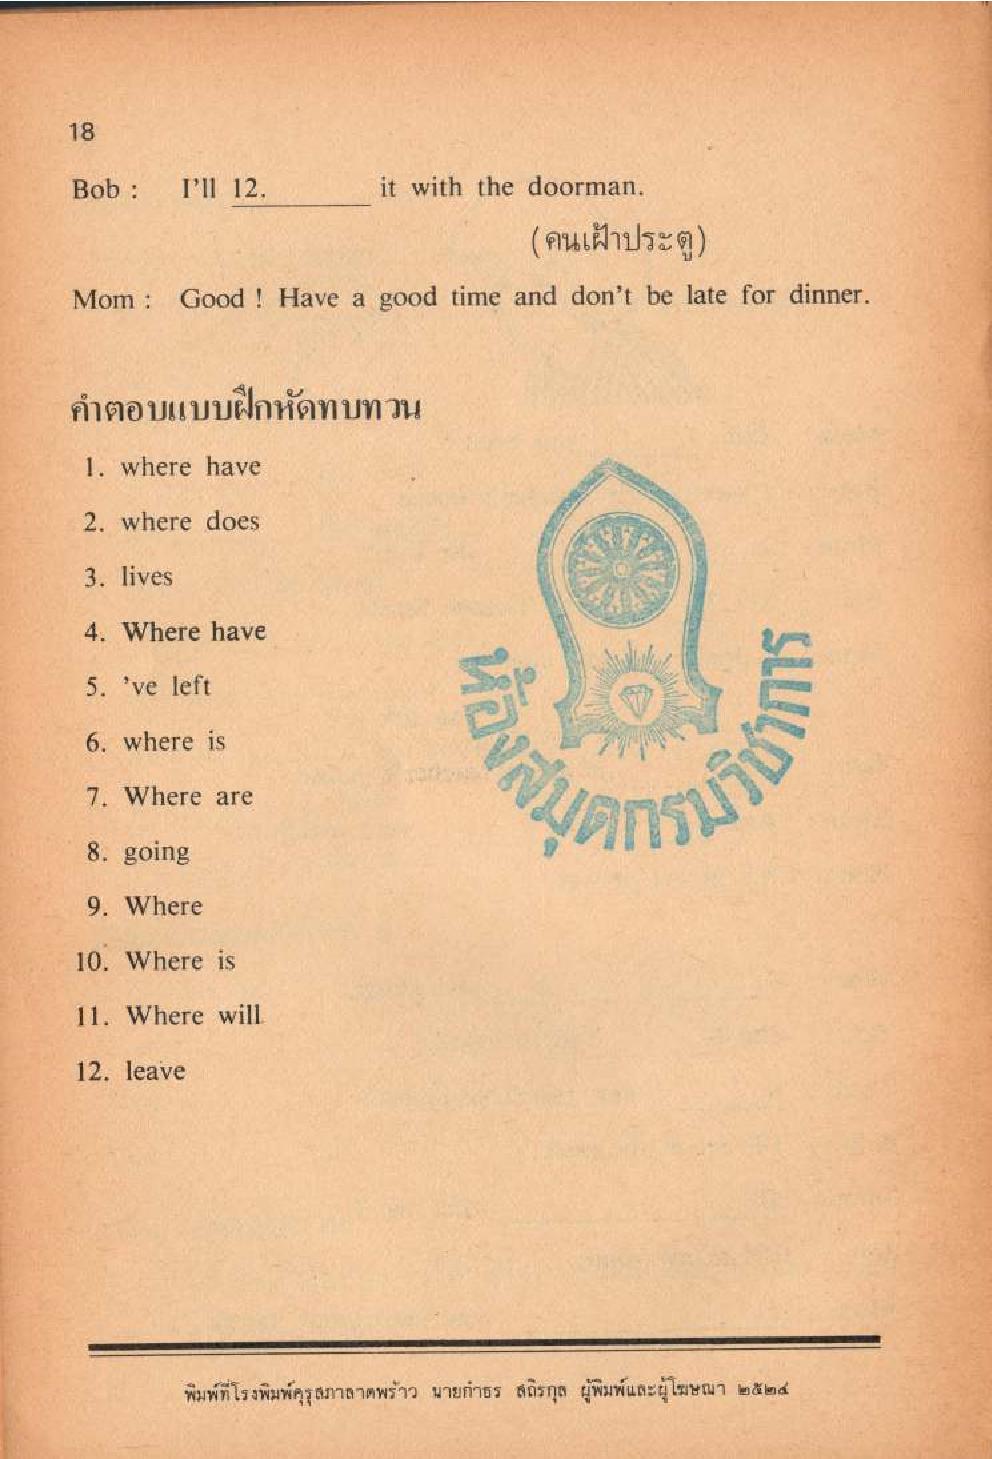 18
Bob : I'll 12. it with the doorman.
(คนเฝ้าประตู)
Mom : Good ! Have a good time and don't be late for dinner.
คำตอบแบบฝึกหัดทบทวน
1. where have
2. where does
3. lives
4. Where have
5. 've left
6. where is
7. Where are
8. going
9. Where
10. Where is
11. Where will
12. leave
ห้องสมุดกรมวิชาการ
พิมพ์ที่โรงพิมพ์คุรุสภาลาดพร้าว นายกำธร สถิรกุล ผู้พิมพ์และผู้โฆษณา ๒๕๒๔